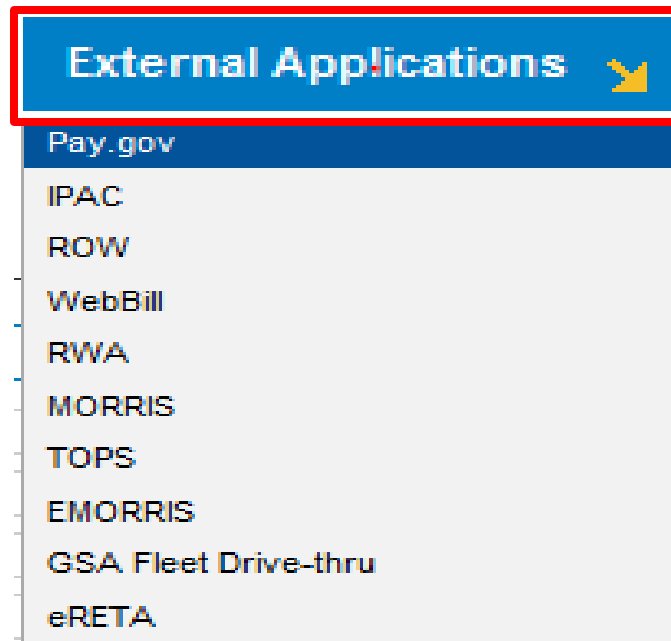 External Applications
Pay.gov
IPAC
ROW
WebBill
RWA
MORRIS
TOPS
EMORRIS
GSA Fleet Drive-thru
eRETA